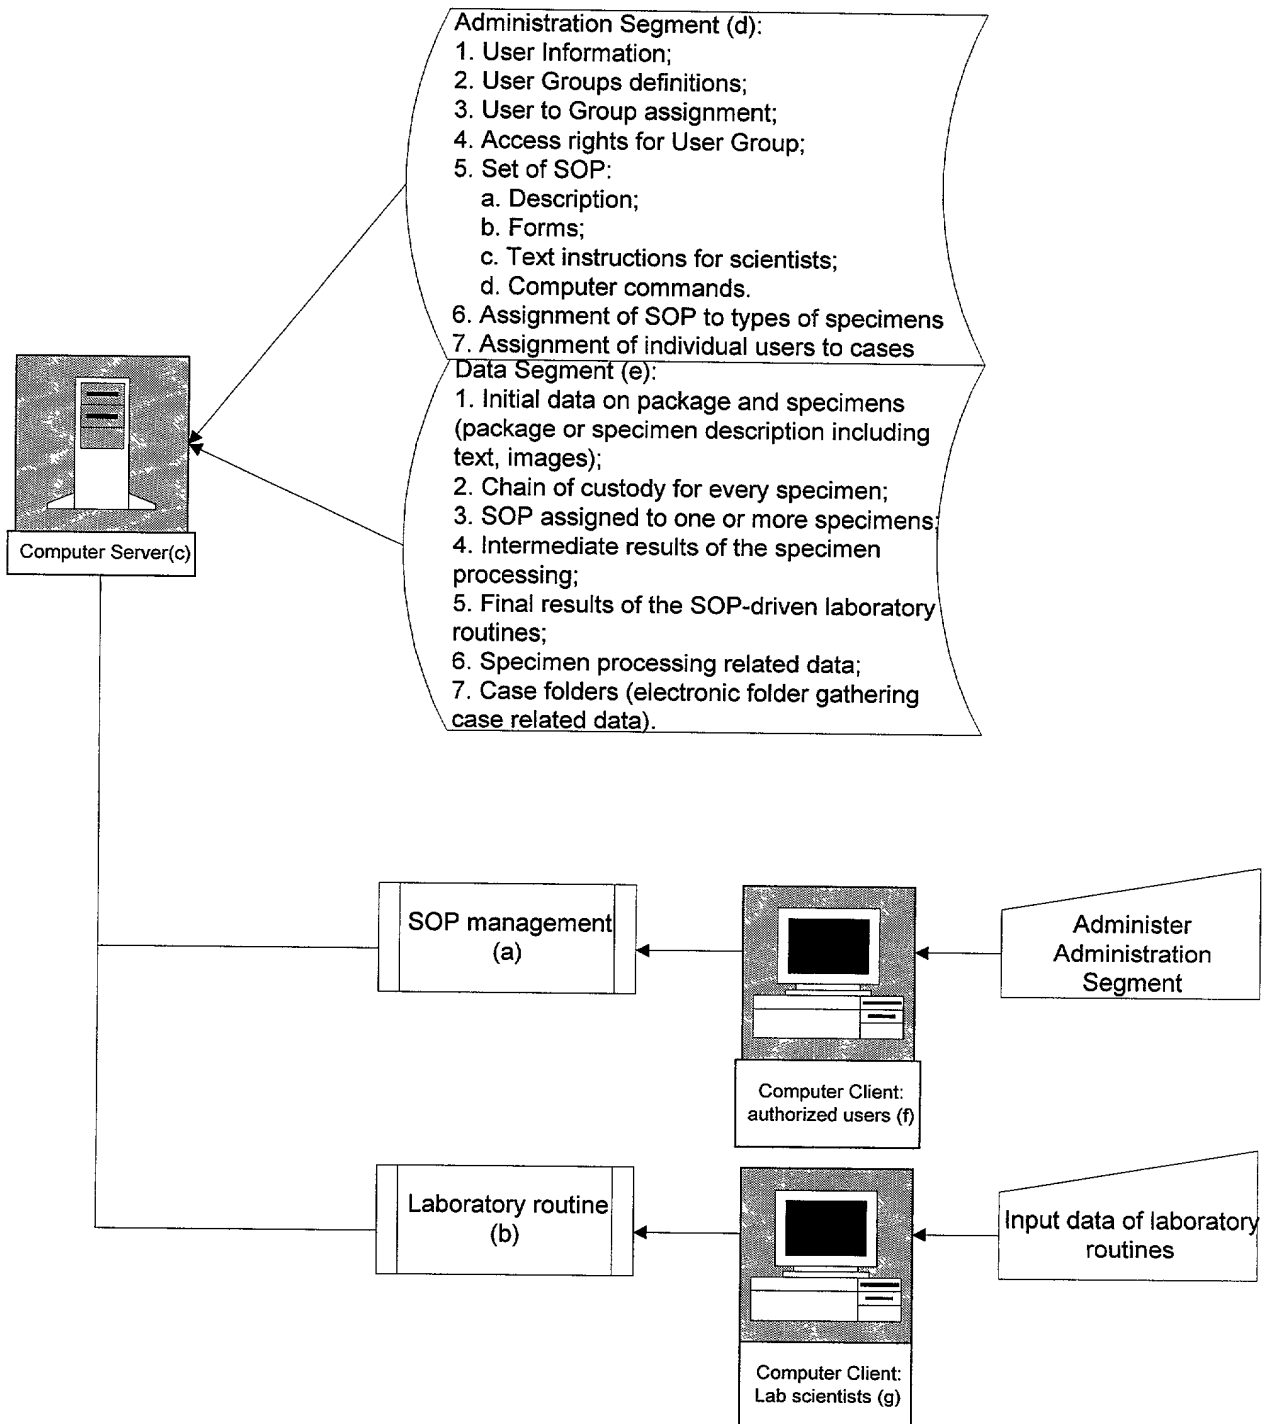 Administration Segment (d):
1. User Information;
2. User Groups definitions;
3. User to Group assignment;
4. Access rights for User Group;
5. Set of SOP:
a. Description;
b. Forms;
c. Text instructions for scientists;
d. Computer commands.
6. Assignment of SOP to types of specimens
7. Assignment of individual users to cases
Data Segment (e):
1. Initial data on package and specimens
(package or specimen description including
text, images);
2. Chain of custody for every specimen;
3. SOP assigned to one or more specimens;
4. Intermediate results of the specimen
processing;
5. Final results of the SOP-driven laboratory
routines;
6. Specimen processing related data;
7. Case folders (electronic folder gathering
case related data).
Computer Server(c)
SOP management
(a)
Administer
Administration
Segment
Computer Client:
authorized users (f)
Laboratory routine
(b)
Input data of laboratory
routines
Computer Client:
Lab scientists (g)